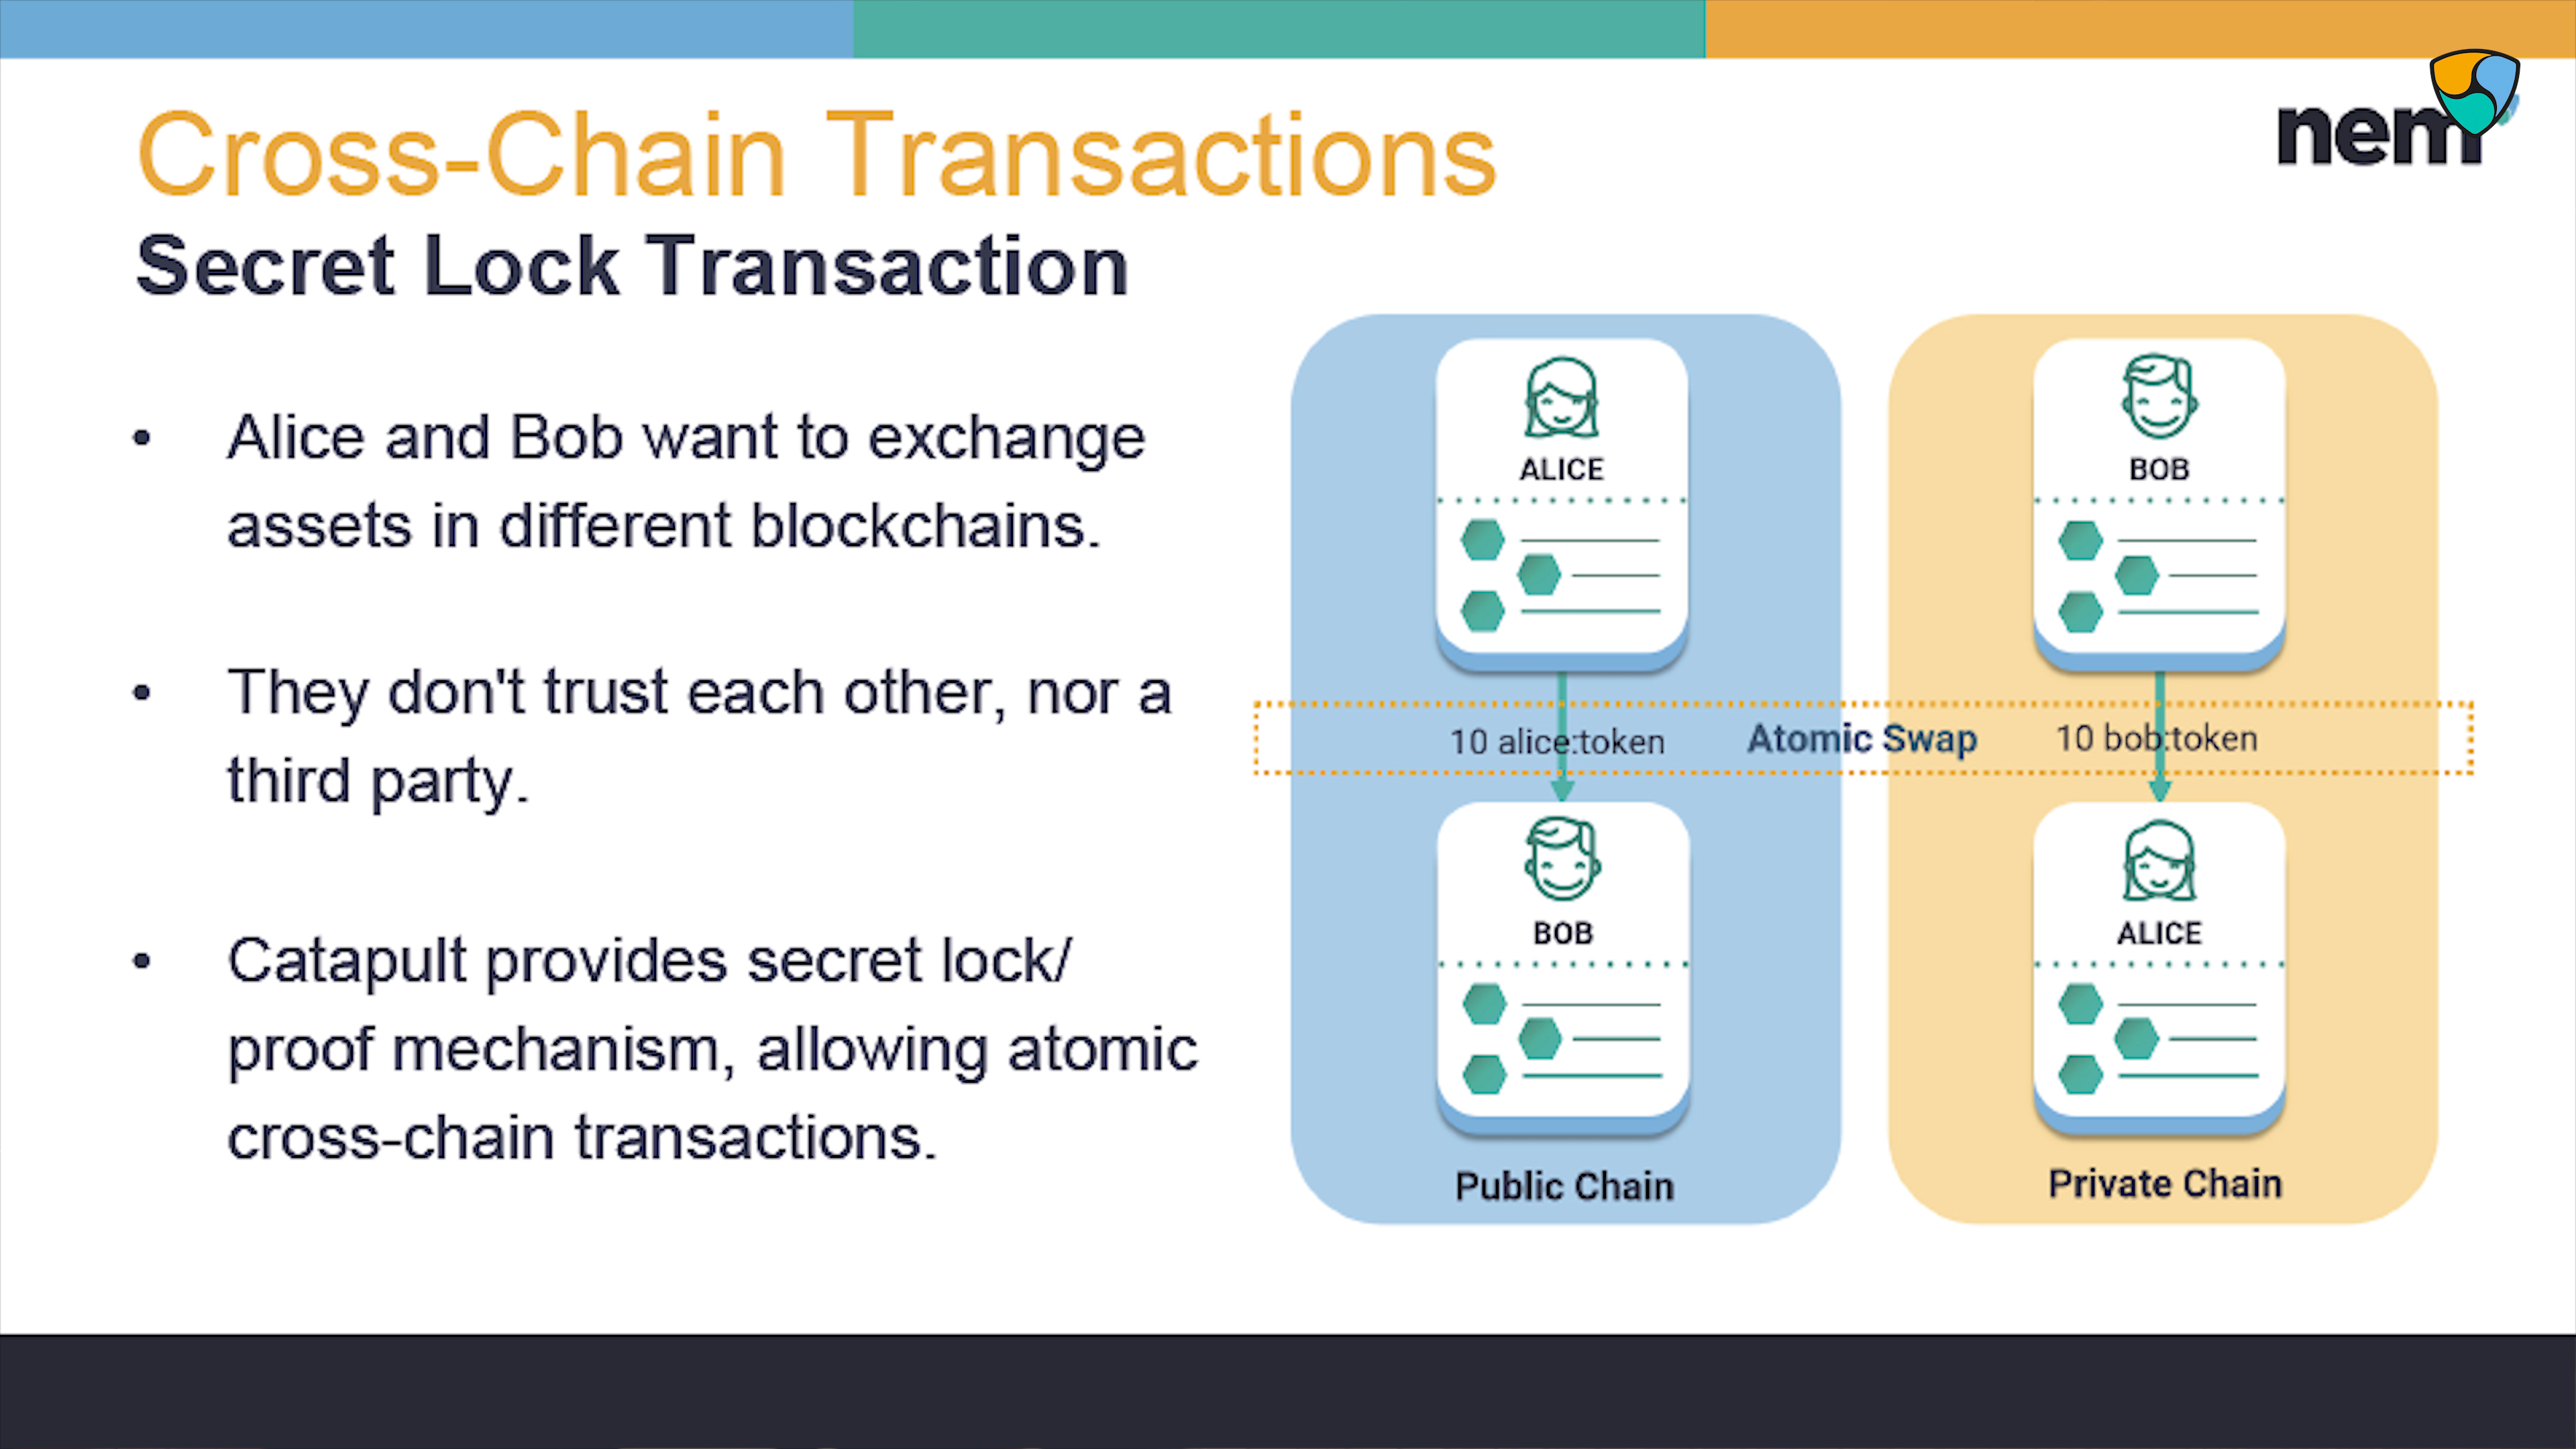 Cross-Chain Transactions
nem
Secret Lock Transaction
• Alice and Bob want to exchange
assets in different blockchains.
• They don't trust each other, nor a
third party.
• Catapult provides secret lock/
proof mechanism, allowing atomic
cross-chain transactions.
ALICE
BOB
10 alice:token
Atomic Swap
10 bob:token
BOB
ALICE
Public Chain
Private Chain